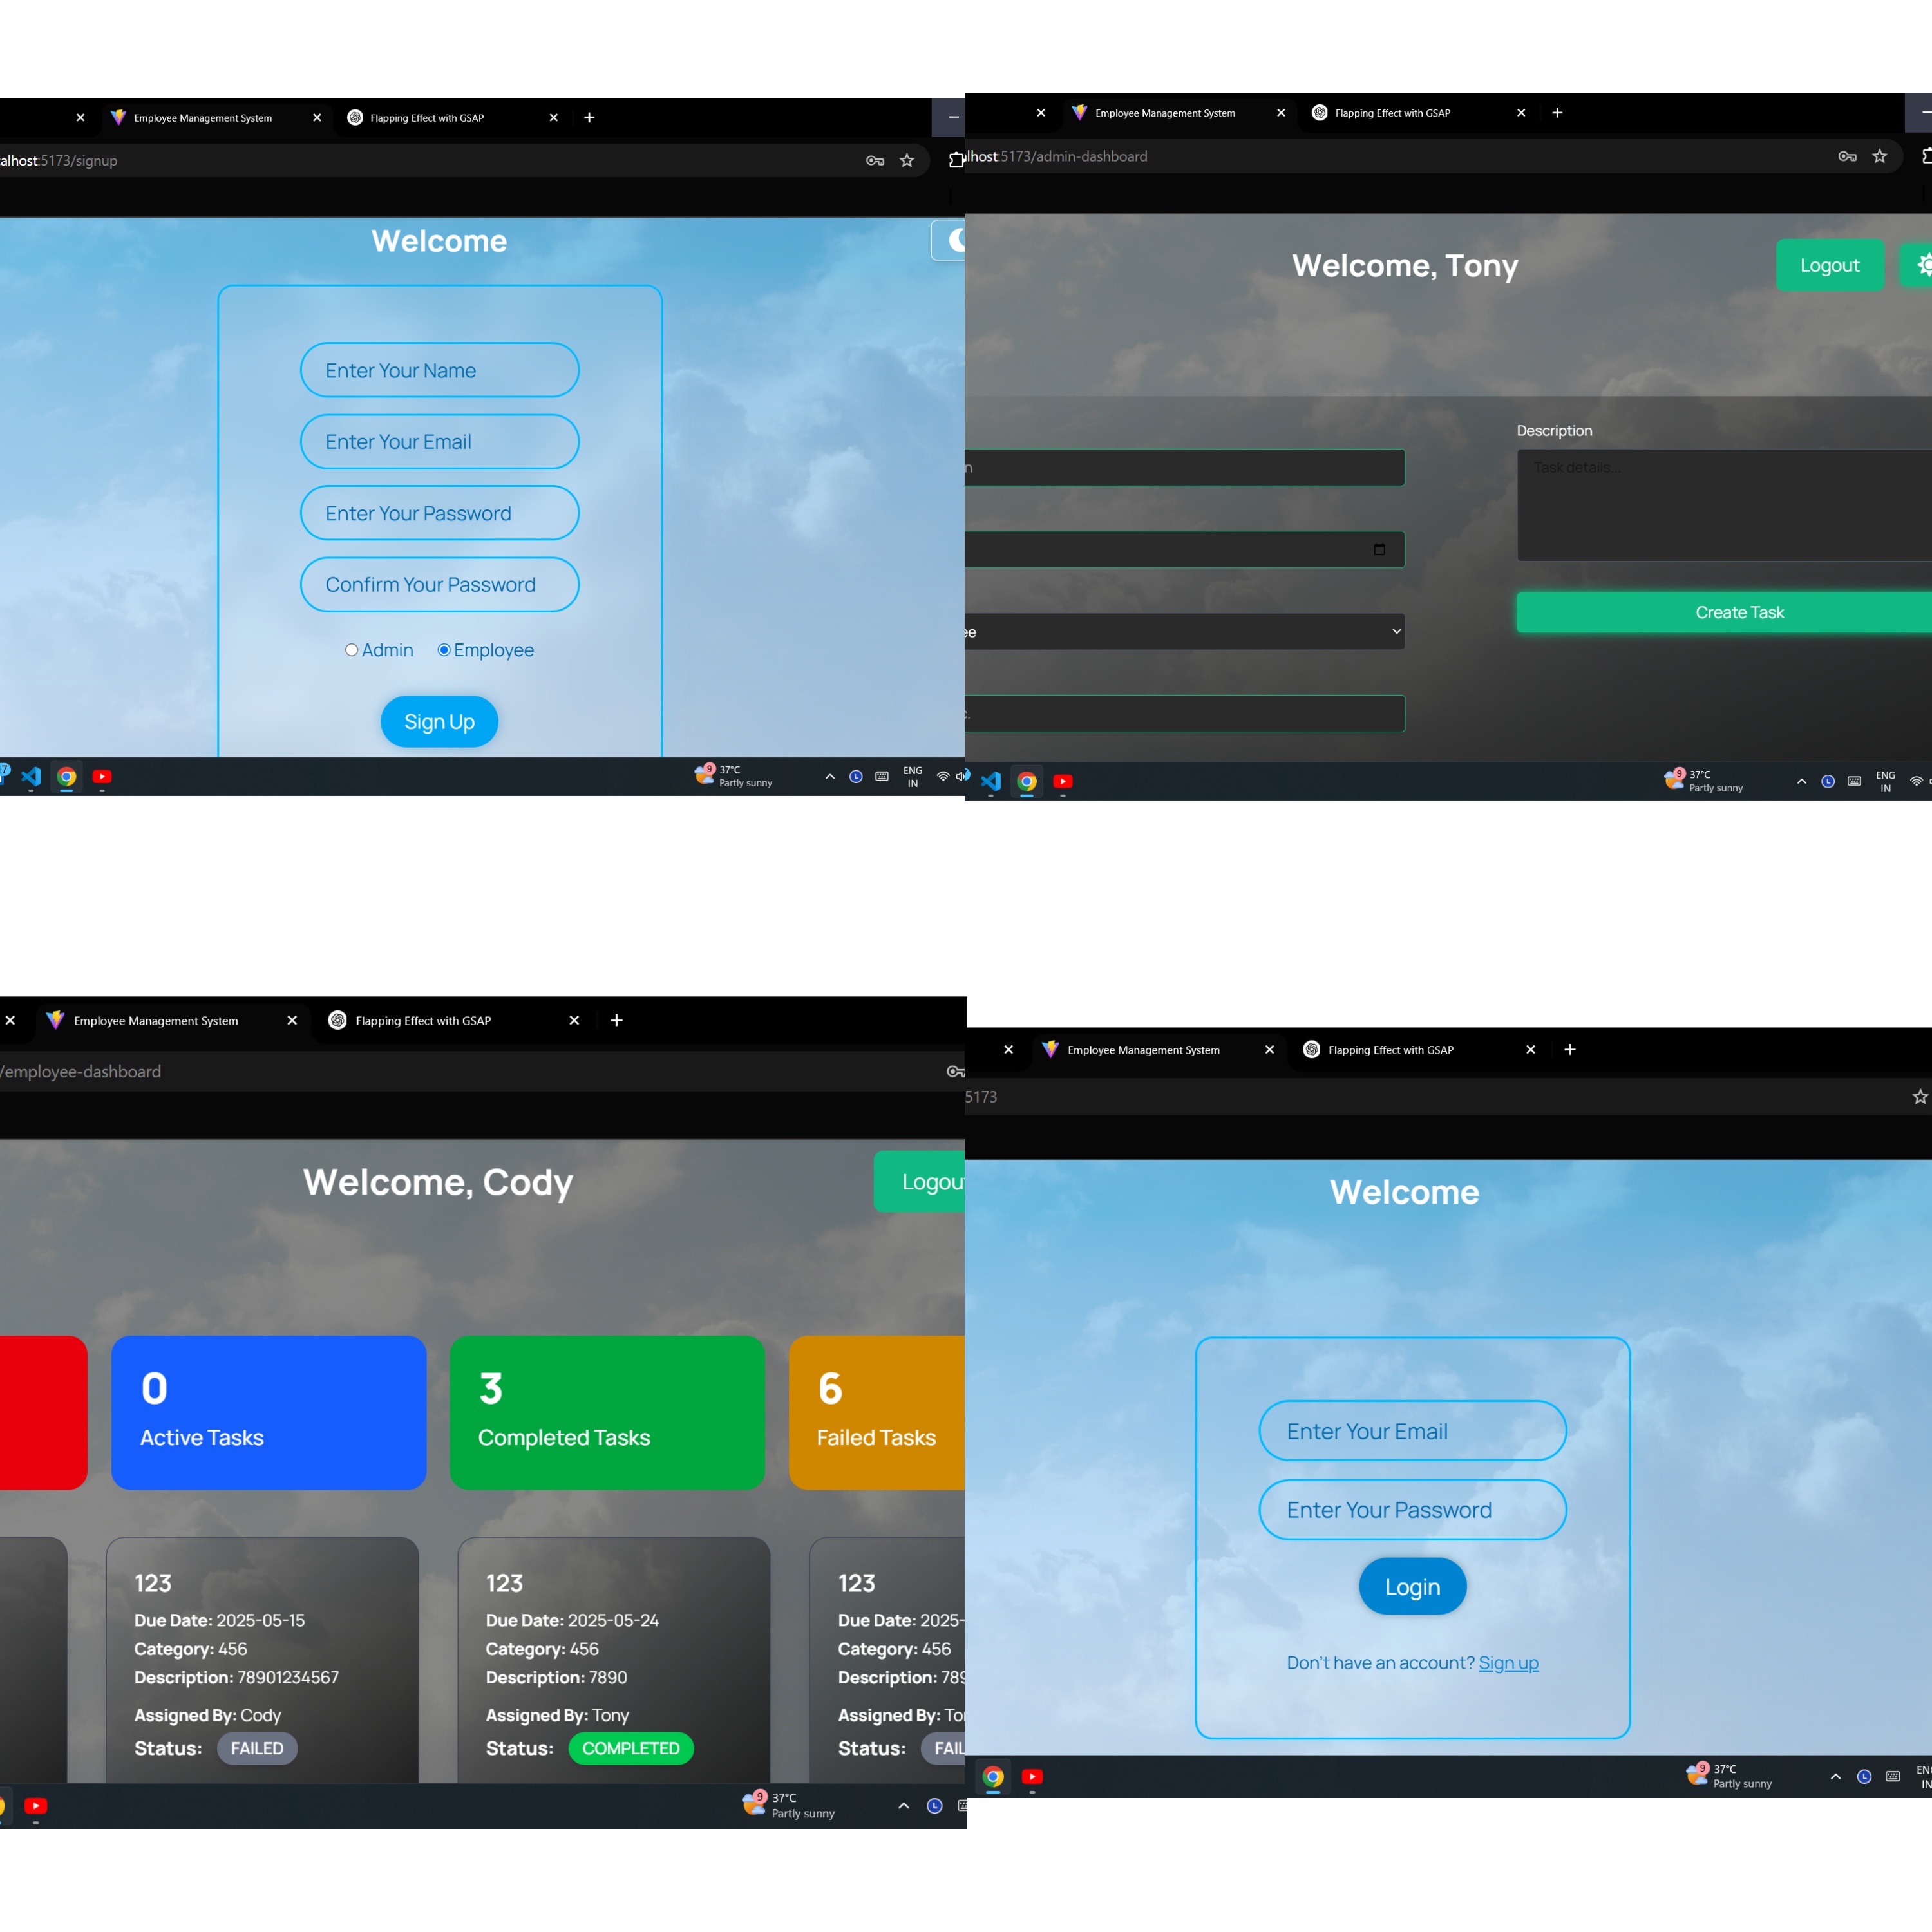 Employee Management System
Flapping Effect with GSAP
alhost:5173/signup
Welcome
Enter Your Name
Enter Your Email
Enter Your Password
Confirm Your Password
Admin Employee
Sign Up
9 37°C
Partly sunny
ENG
IN
Employee Management System
Flapping Effect with GSAP
lhost:5173/admin-dashboard
Welcome, Tony
Logout
Description
Task details...
Create Task
9 37°C
Partly sunny
ENG
IN
Employee Management System
Flapping Effect with GSAP
/employee-dashboard
Welcome, Cody
Logou
0
Active Tasks
3
Completed Tasks
6
Failed Tasks
123
Due Date: 2025-05-15
Category: 456
Description: 78901234567
Assigned By: Cody
Status: FAILED
123
Due Date: 2025-05-24
Category: 456
Description: 7890
Assigned By: Tony
Status: COMPLETED
123
Due Date: 2025-
Category: 456
Description: 789
Assigned By: To
Status: FAIL
9 37°C
Partly sunny
Employee Management System
Flapping Effect with GSAP
5173
Welcome
Enter Your Email
Enter Your Password
Login
Don't have an account? Sign up
9 37°C
Partly sunny
EN
IN